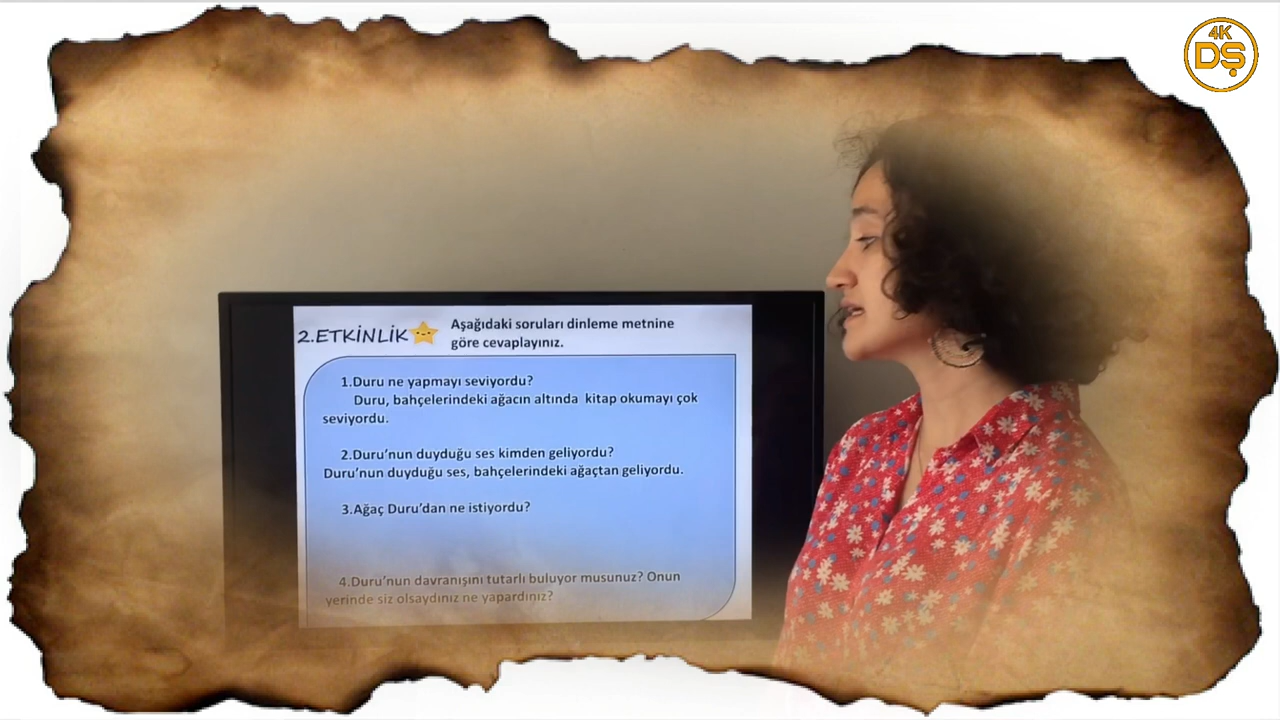 4K
DŞ
2.ETKİNLİK
Aşağıdaki soruları dinleme metnine
göre cevaplayınız.
1.Duru ne yapmayı seviyordu?
Duru, bahçelerindeki ağacın altında kitap okumayı çok
seviyordu.
2.Duru'nun duyduğu ses kimden geliyordu?
Duru'nun duyduğu ses, bahçelerindeki ağaçtan geliyordu.
3.Ağaç Duru'dan ne istiyordu?
4.Duru'nun davranışını tutarlı buluyor musunuz? Onun
yerinde siz olsaydınız ne yapardınız?